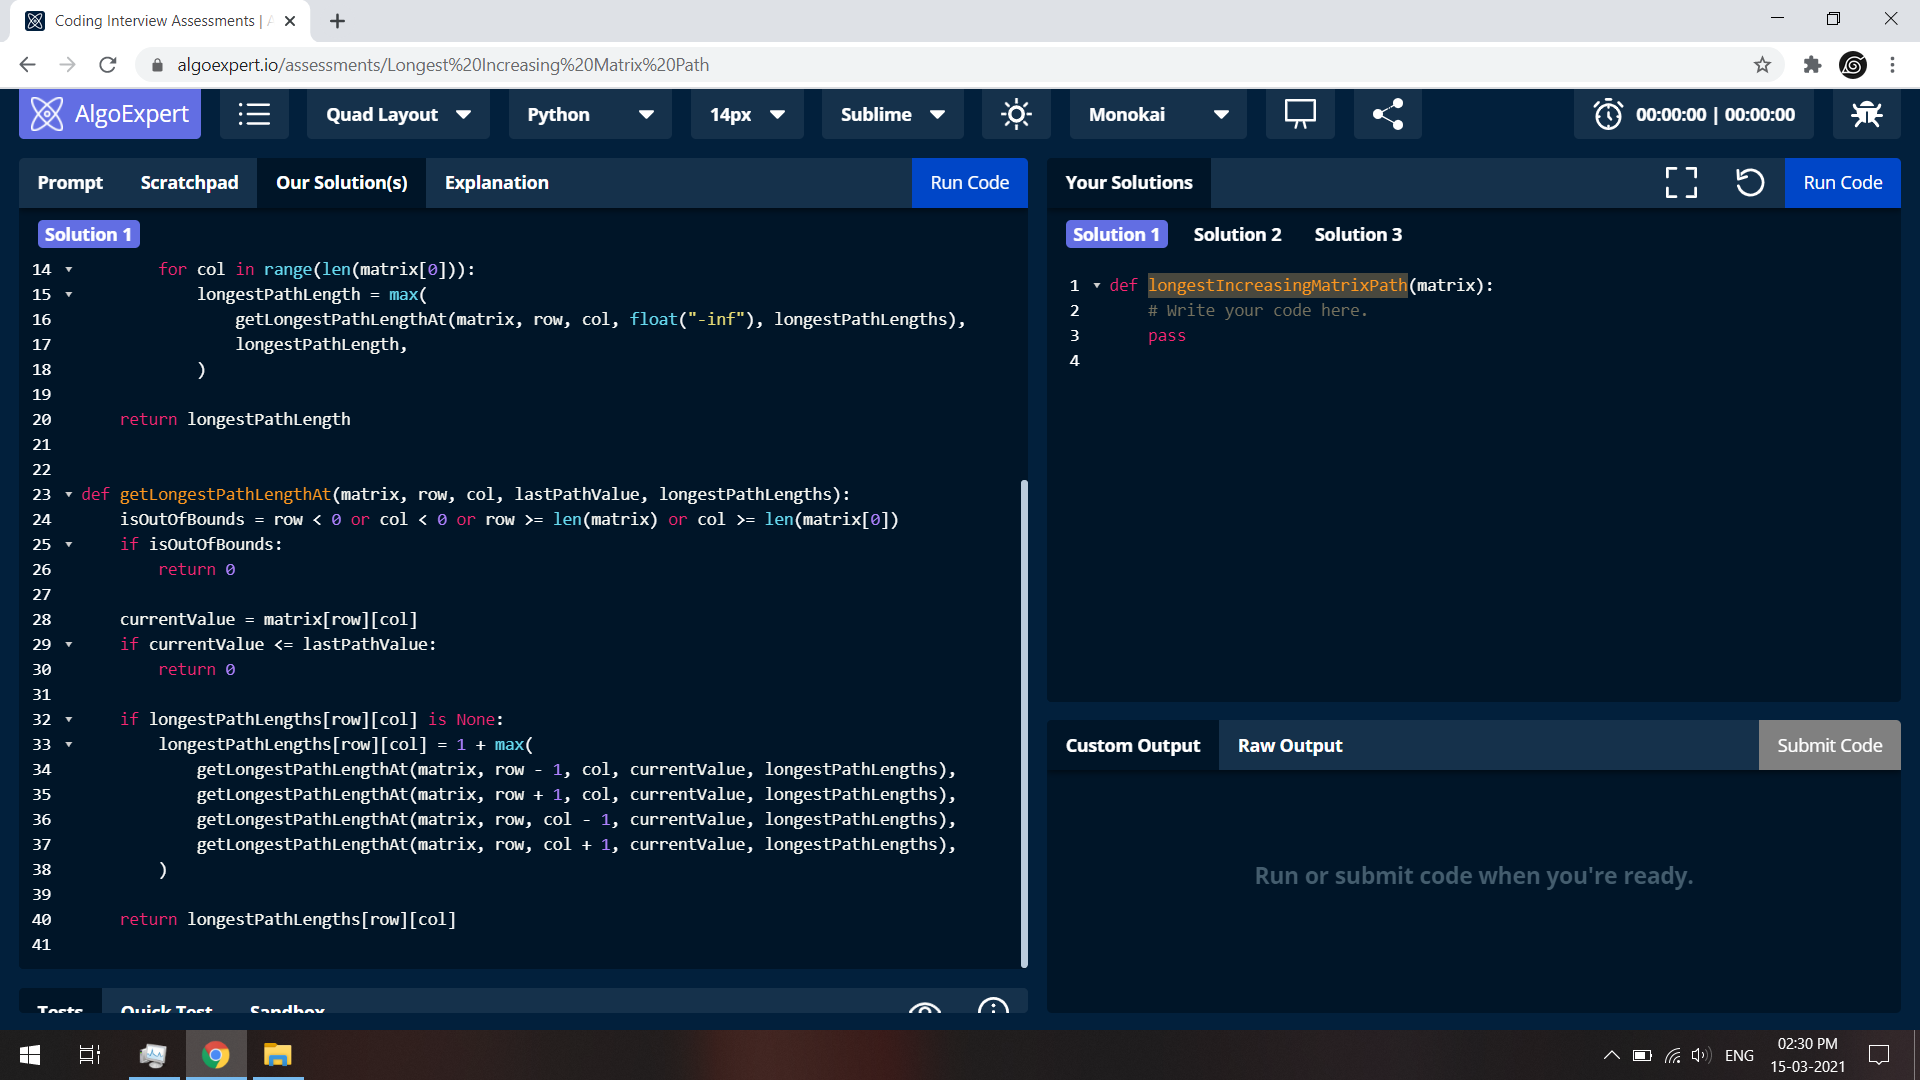 Coding Interview Assessments |
algoexpert.io/assessments/Longest%20Increasing%20Matrix%20Path
AlgoExpert
Quad Layout
Python
14px
Sublime
Monokai
00:00:00 | 00:00:00
Prompt
Scratchpad
Our Solution(s)
Explanation
Run Code
Solution 1
14 for col in range(len(matrix[0])):
15 longestPathLength = max(
16 getLongestPathLengthAt(matrix, row, col, float("-inf"), longestPathLengths),
17 longestPathLength,
18 )
19
20 return longestPathLength
21
22
23 def getLongestPathLengthAt(matrix, row, col, lastPathValue, longestPathLengths):
24 isOutOfBounds = row < 0 or col < 0 or row >= len(matrix) or col >= len(matrix[0])
25 if isOutOfBounds:
26 return 0
27
28 currentValue = matrix[row][col]
29 if currentValue <= lastPathValue:
30 return 0
31
32 if longestPathLengths[row][col] is None:
33 longestPathLengths[row][col] = 1 + max(
34 getLongestPathLengthAt(matrix, row - 1, col, currentValue, longestPathLengths),
35 getLongestPathLengthAt(matrix, row + 1, col, currentValue, longestPathLengths),
36 getLongestPathLengthAt(matrix, row, col - 1, currentValue, longestPathLengths),
37 getLongestPathLengthAt(matrix, row, col + 1, currentValue, longestPathLengths),
38 )
39
40 return longestPathLengths[row][col]
41
Tests
Quick Test
Sandbox
Your Solutions
Run Code
Solution 1
Solution 2
Solution 3
1 def longestIncreasingMatrixPath(matrix):
2 # Write your code here.
3 pass
4
Custom Output
Raw Output
Submit Code
Run or submit code when you're ready.
ENG
02:30 PM
15-03-2021